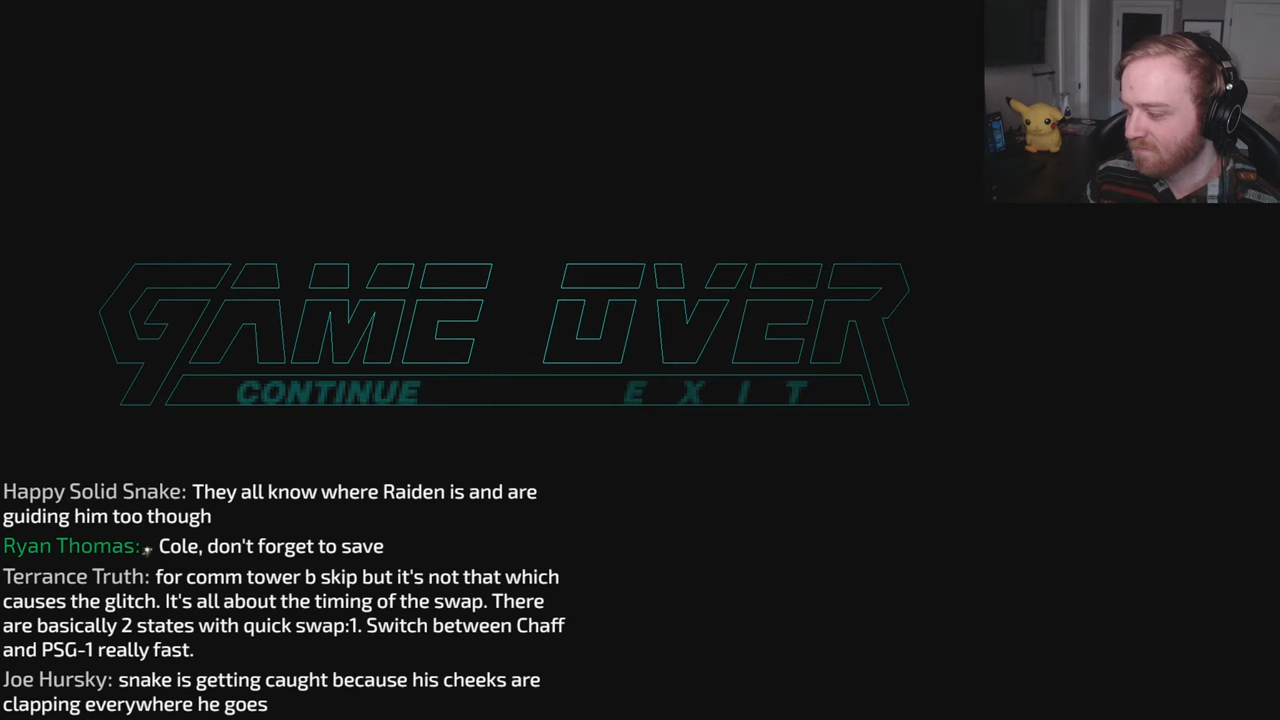 GAME OVER
CONTINUE EXIT
Happy Solid Snake: They all know where Raiden is and are
guiding him too though
Ryan Thomas: Cole, don't forget to save
Terrance Truth: for comm tower b skip but it's not that which
causes the glitch. It's all about the timing of the swap. There
are basically 2 states with quick swap:1. Switch between Chaff
and PSG-1 really fast.
Joe Hursky: snake is getting caught because his cheeks are
clapping everywhere he goes